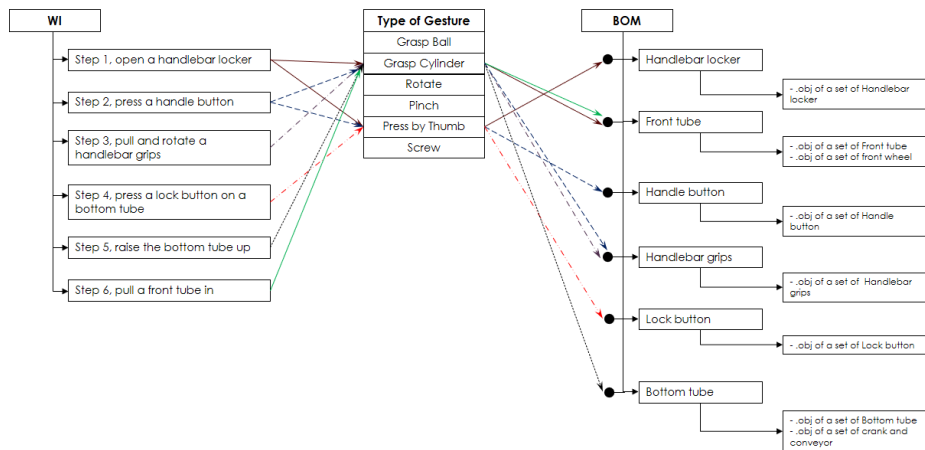 WI
Step 1, open a handlebar locker
Step 2, press a handle button
Step 3, pull and rotate a
handlebar grips
Step 4, press a lock button on a
bottom tube
Step 5, raise the bottom tube up
Step 6, pull a front tube in
Type of Gesture
Grasp Ball
Grasp Cylinder
Rotate
Pinch
Press by Thumb
Screw
BOM
Handlebar locker
- .obj of a set of Handlebar
locker
Front tube
- .obj of a set of Front tube
- .obj of a set of front wheel
Handle button
- .obj of a set of Handle
button
Handlebar grips
- .obj of a set of Handlebar
grips
Lock button
- .obj of a set of Lock button
Bottom tube
- .obj of a set of Bottom tube
- .obj of a set of crank and
conveyor